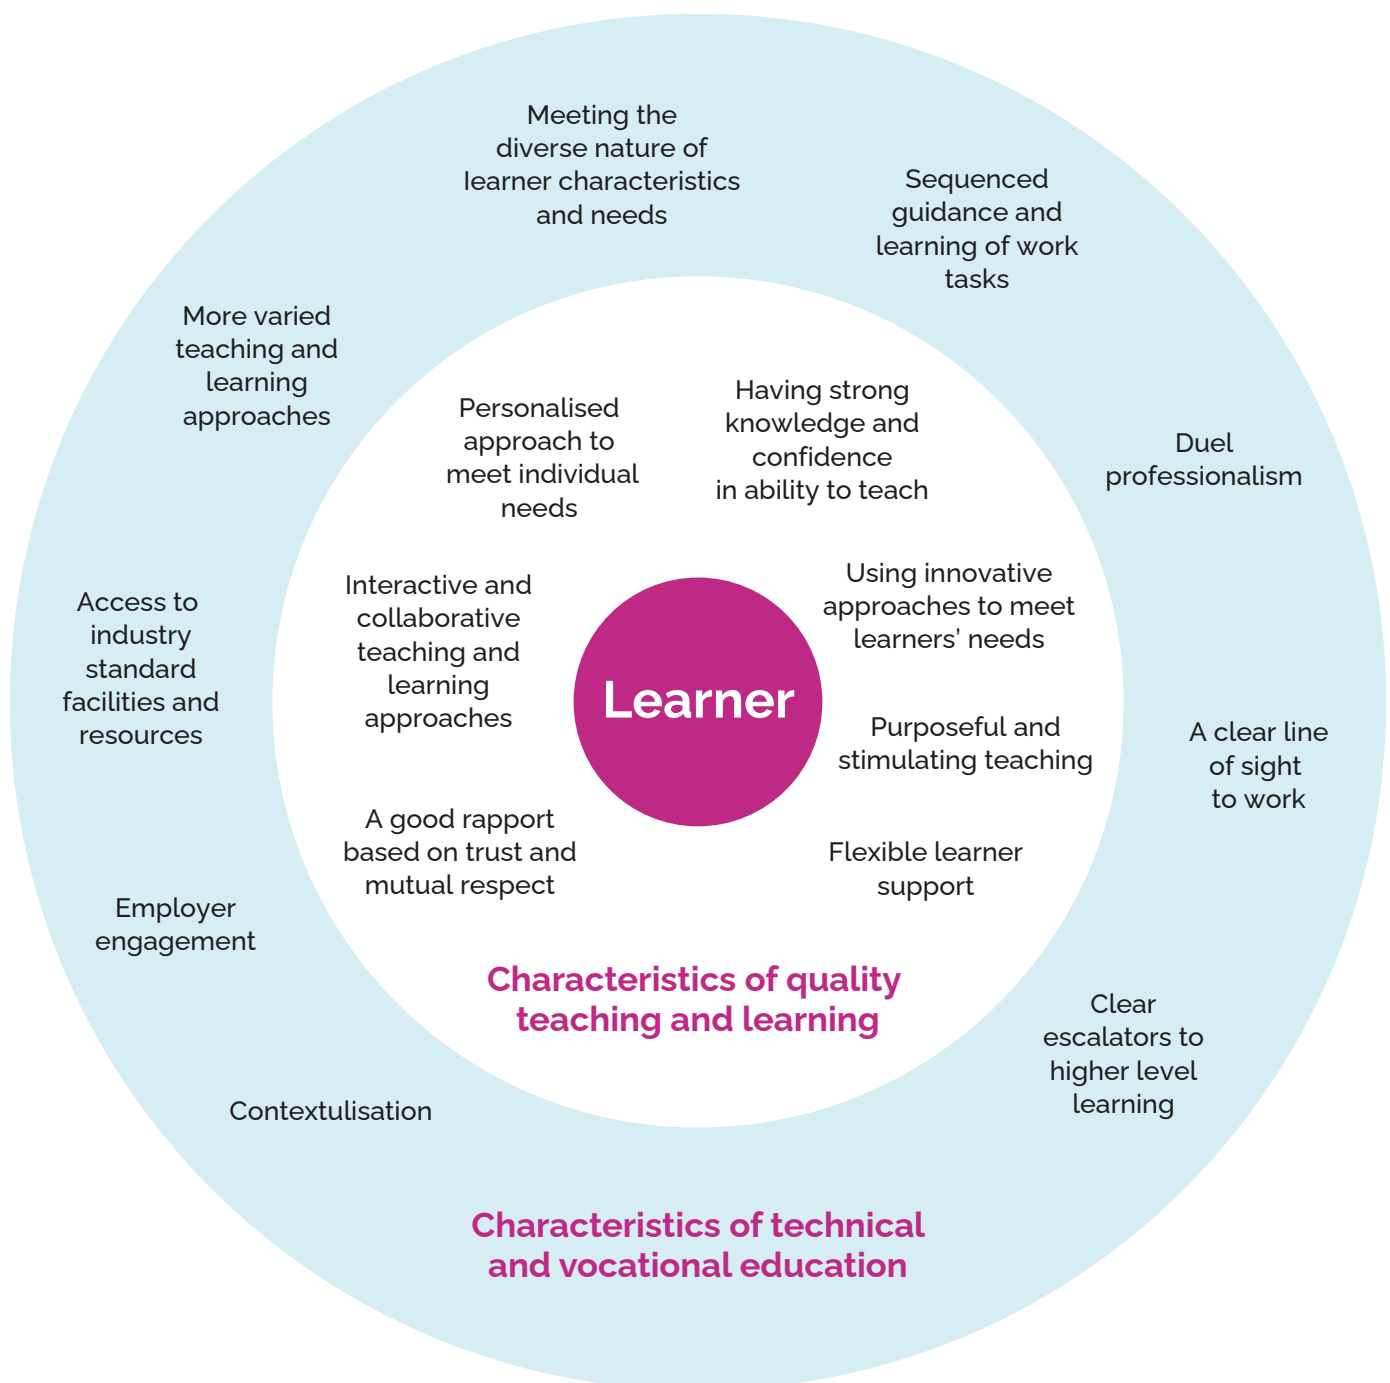 Meeting the
diverse nature of
learner characteristics
and needs
Sequenced
guidance and
learning of work
tasks
Duel
professionalism
A clear line
of sight
to work
Clear
escalators to
higher level
learning
Contextulisation
Employer
engagement
Access to
industry
standard
facilities and
resources
More varied
teaching and
learning
approaches
Personalised
approach to
meet individual
needs
Having strong
knowledge and
confidence
in ability to teach
Using innovative
approaches to meet
learners’ needs
Purposeful and
stimulating teaching
Flexible learner
support
A good rapport
based on trust and
mutual respect
Interactive and
collaborative
teaching and
learning
approaches
Learner
Characteristics of quality
teaching and learning
Characteristics of technical
and vocational education